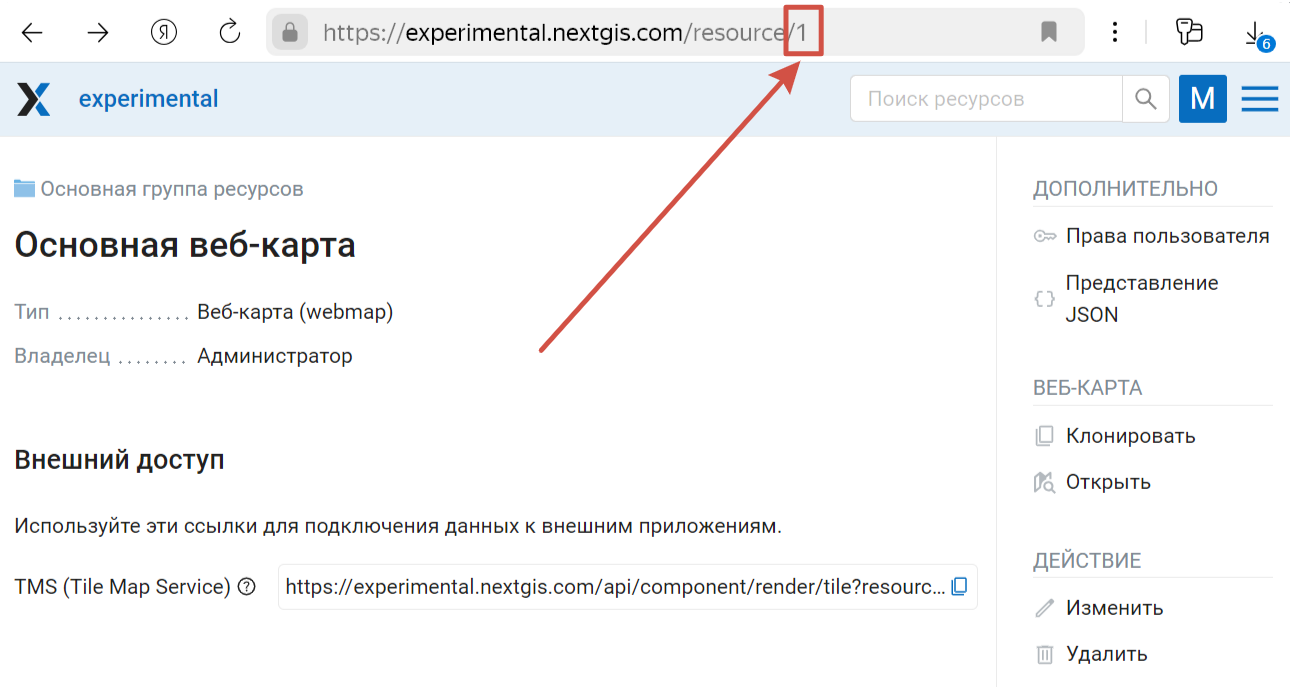 Я
https://experimental.nextgis.com/resource/1
6
experimental
Поиск ресурсов
M
Основная группа ресурсов
Основная веб-карта
Тип ............... Веб-карта (webmap)
Владелец ........ Администратор
Внешний доступ
Используйте эти ссылки для подключения данных к внешним приложениям.
TMS (Tile Map Service) ? https://experimental.nextgis.com/api/component/render/tile?resourc...
ДОПОЛНИТЕЛЬНО
Права пользователя
Представление
JSON
ВЕБ-КАРТА
Клонировать
Открыть
ДЕЙСТВИЕ
Изменить
Удалить